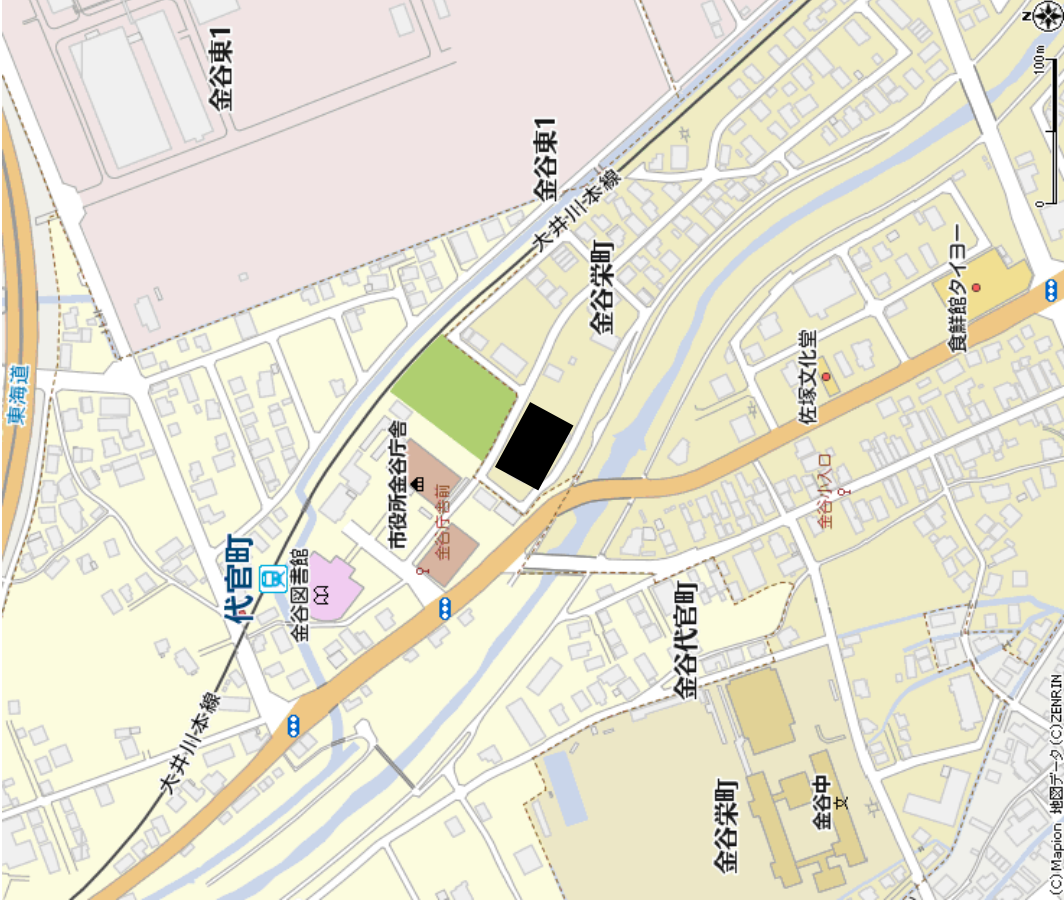 N
100m
0
金谷東1
金谷東1
大井川本線
金谷栄町
食鮮館タイヨー
佐塚文化堂
東海道
市役所金谷庁舎
金谷庁舎前
金谷小入口
代官町
金谷図書館
金谷代官町
大井川本線
金谷栄町
金谷中
文
(C) Mapion 地図データ (C)ZENRIN